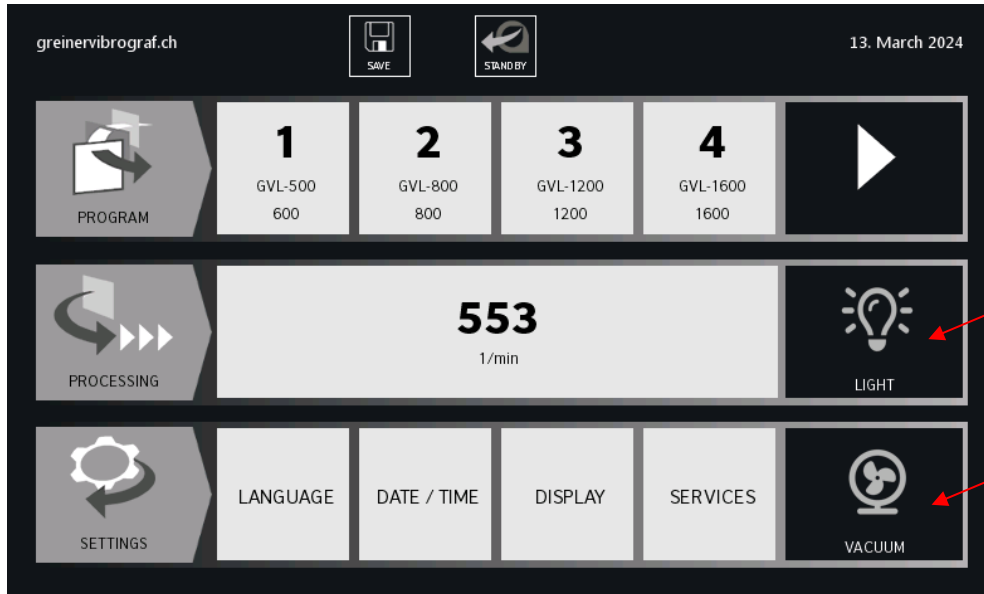 greinervibrograf.ch
SAVE
STANDBY
13. March 2024
PROGRAM
1
GVL-500
600
2
GVL-800
800
3
GVL-1200
1200
4
GVL-1600
1600
PROCESSING
553
1/min
LIGHT
SETTINGS
LANGUAGE
DATE / TIME
DISPLAY
SERVICES
VACUUM